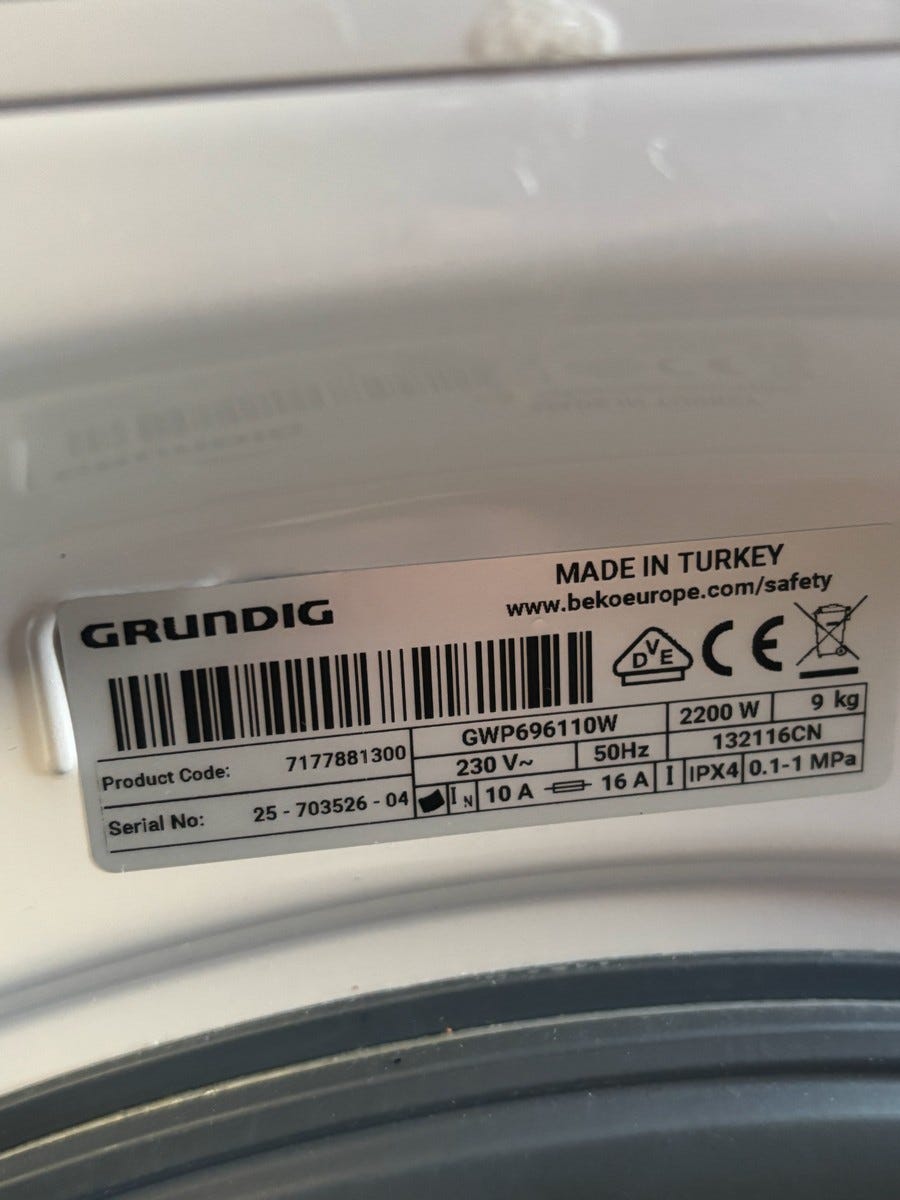 GRUNDIG
MADE IN TURKEY
www.bekoeurope.com/safety
DVE
CE
Product Code: 7177881300
Serial No: 25 - 703526 - 04
GWP696110W 2200 W 9 kg
230 V~ 50Hz 132116CN
IN 10 A 16 A I IPX4 0.1-1 MPa